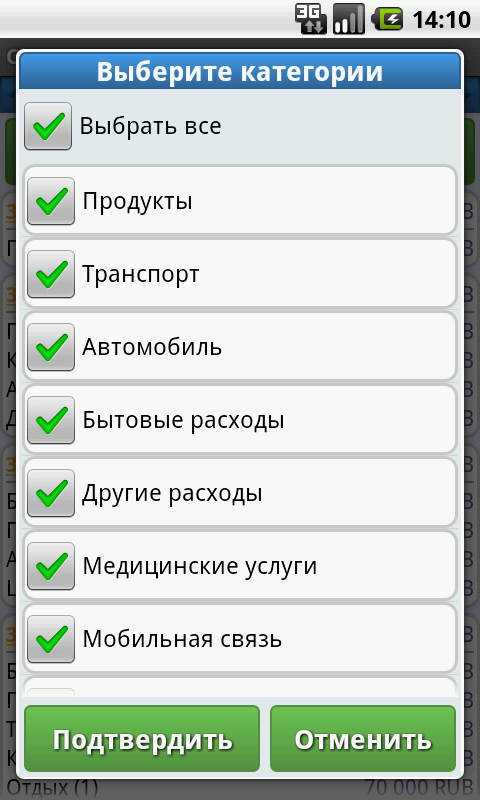 3G 14:10
Выберите категории
Выбрать все
Продукты
Транспорт
Автомобиль
Бытовые расходы
Другие расходы
Медицинские услуги
Мобильная связь
Подтвердить Отменить
Отдых (1) 70 000 RUB